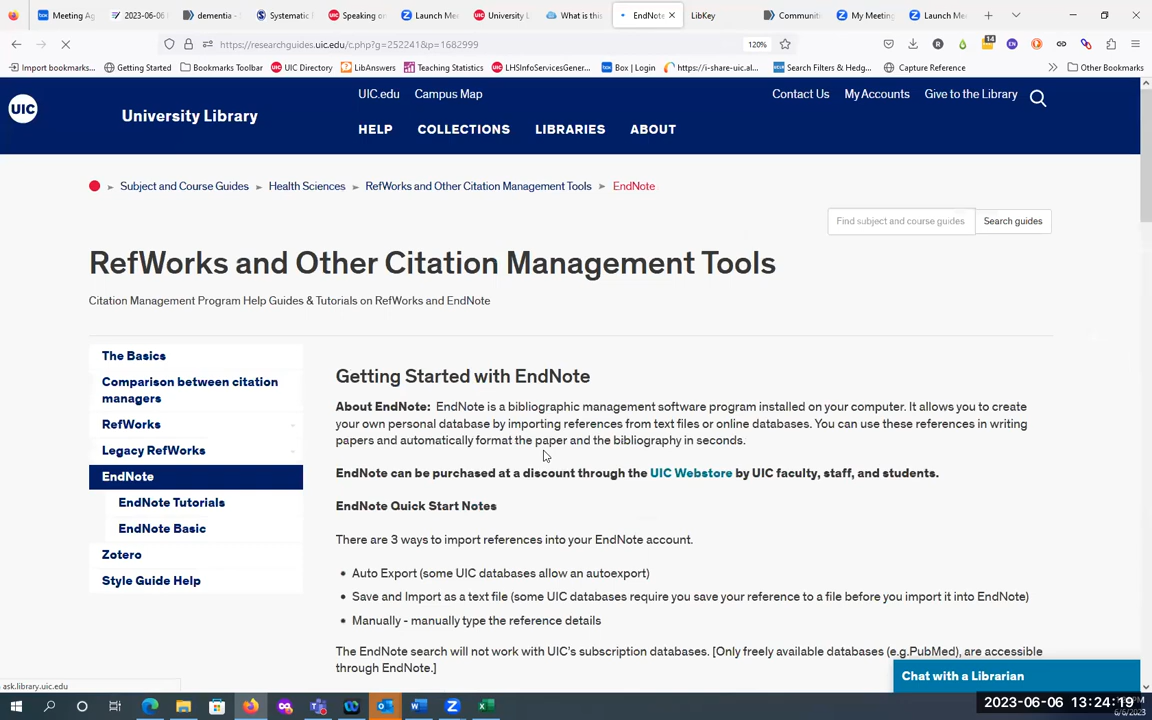 Meeting Ag
2023-06-06
dementia -
Systematic
Speaking on
Launch Mee
University L
What is this
EndNote
LibKey
Communit
My Meeting
Launch Me
https://researchguides.uic.edu/c.php?g=252241&p=1682999
120%
14
Import bookmarks...
Getting Started
Bookmarks Toolbar
UIC Directory
LibAnswers
Teaching Statistics
LHSInfoServicesGener...
Box | Login
https://i-share-uic.al...
Search Filters & Hedg...
Capture Reference
Other Bookmarks
UIC
University Library
UIC.edu
Campus Map
Contact Us
My Accounts
Give to the Library
HELP
COLLECTIONS
LIBRARIES
ABOUT
Subject and Course Guides
Health Sciences
RefWorks and Other Citation Management Tools
EndNote
Find subject and course guides
Search guides
RefWorks and Other Citation Management Tools
Citation Management Program Help Guides & Tutorials on RefWorks and EndNote
The Basics
Comparison between citation
managers
RefWorks
Legacy RefWorks
EndNote
EndNote Tutorials
EndNote Basic
Zotero
Style Guide Help
Getting Started with EndNote
About EndNote: EndNote is a bibliographic management software program installed on your computer. It allows you to create
your own personal database by importing references from text files or online databases. You can use these references in writing
papers and automatically format the paper and the bibliography in seconds.
EndNote can be purchased at a discount through the UIC Webstore by UIC faculty, staff, and students.
EndNote Quick Start Notes
There are 3 ways to import references into your EndNote account.
• Auto Export (some UIC databases allow an autoexport)
• Save and Import as a text file (some UIC databases require you save your reference to a file before you import it into EndNote)
• Manually - manually type the reference details
The EndNote search will not work with UIC's subscription databases. [Only freely available databases (e.g.PubMed), are accessible
through EndNote.]
Chat with a Librarian
ask.library.uic.edu
2023-06-06 13:24:19